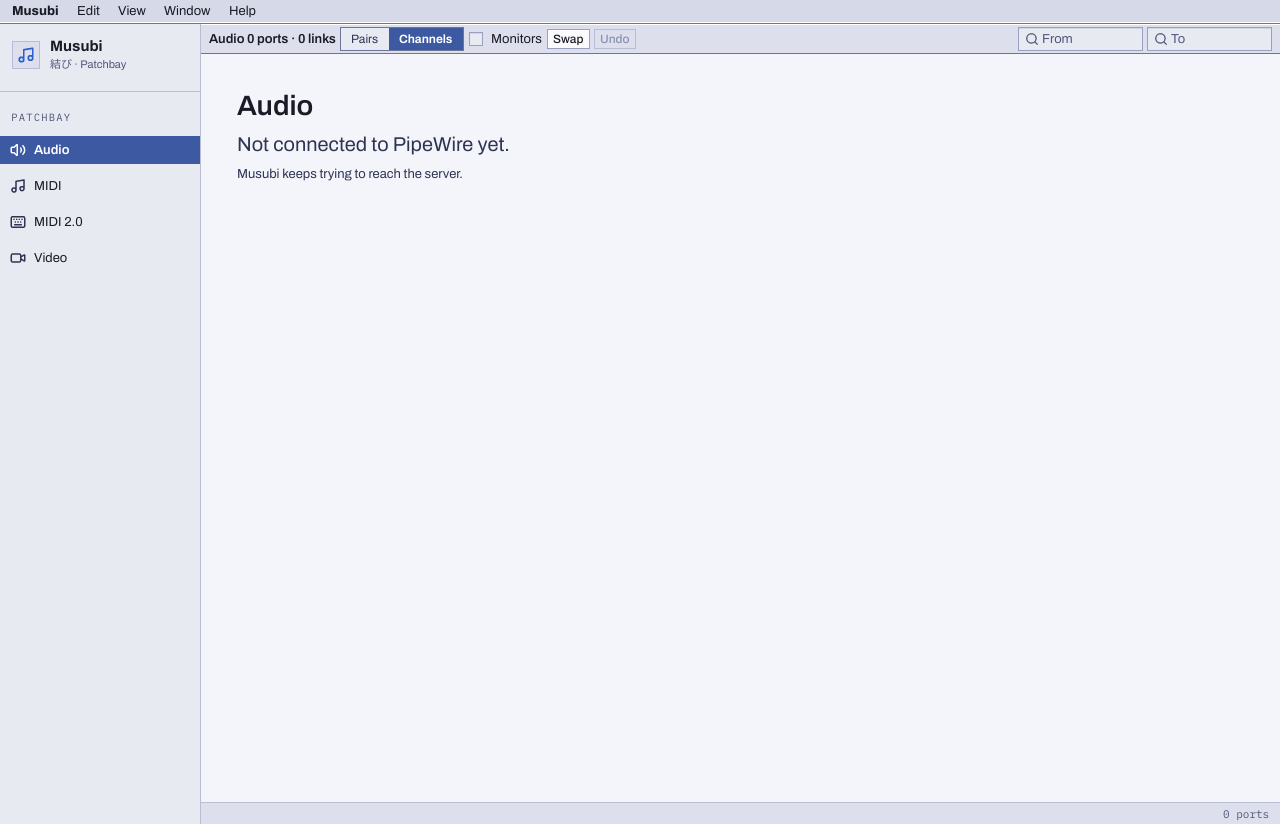 Musubi Edit View Window Help
Musubi
結び · Patchbay
Audio 0 ports · 0 links Pairs Channels Monitors Swap Undo From To
PATCHBAY
Audio
MIDI
MIDI 2.0
Video
Audio
Not connected to PipeWire yet.
Musubi keeps trying to reach the server.
0 ports